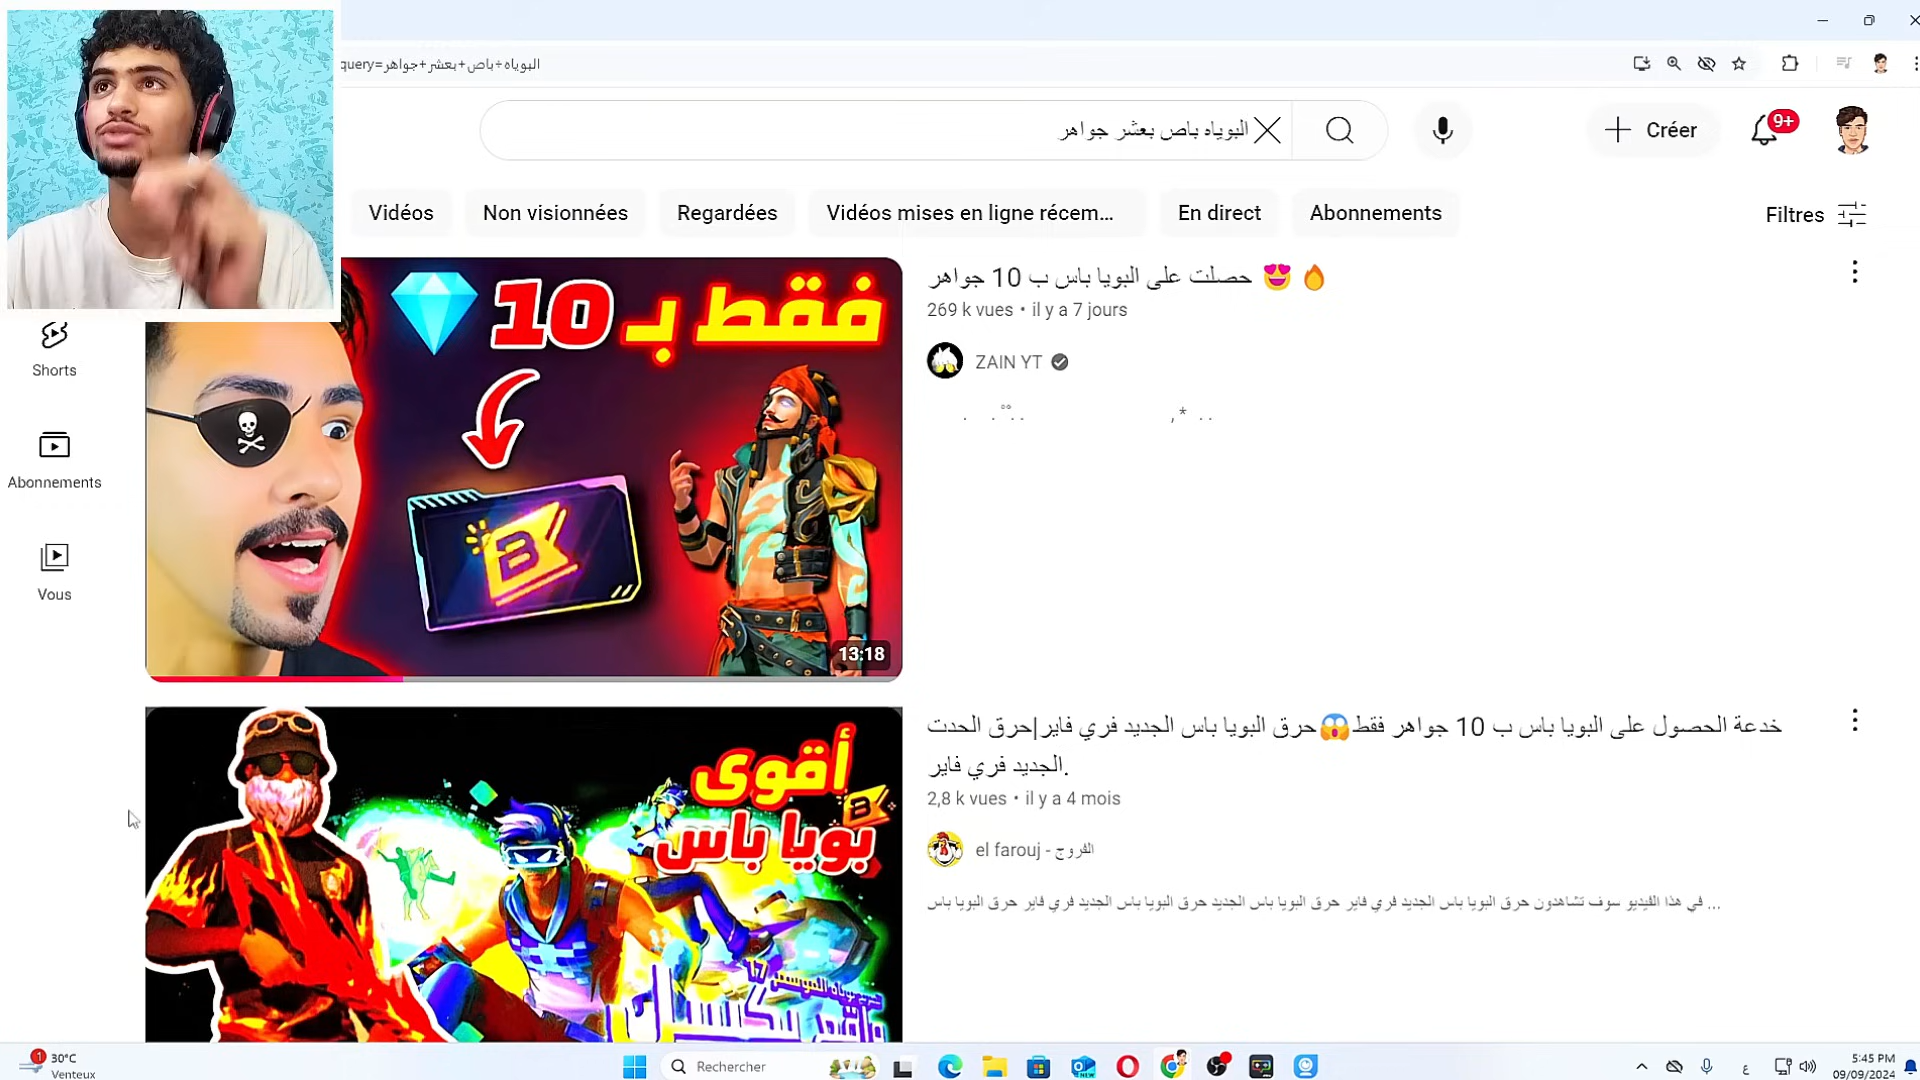 query=البوياه+باص+بعشر+جواهر
البوياه باص بعشر جواهر
Créer
9+
Vidéos
Non visionnées
Regardées
Vidéos mises en ligne récem...
En direct
Abonnements
Filtres
Shorts
Abonnements
Vous
فقط بـ 10
B
13:18
حصلت على البويا باس ب 10 جواهر 😍 🔥
269 k vues • il y a 7 jours
ZAIN YT
أقوى
بويا باس
B
خدعة الحصول على البويا باس ب 10 جواهر فقط😱حرق البويا باس الجديد فري فاير|حرق الحدت
الجديد فري فاير.
2,8 k vues • il y a 4 mois
el farouj - الفروج
في هذا الفيديو سوف تشاهدون حرق البويا باس الجديد فري فاير حرق البويا باس الجديد حرق البويا باس الجديد فري فاير حرق البويا باس ...
1
30°C
Venteux
Rechercher
NEW
ع
5:45 PM
09/09/2024